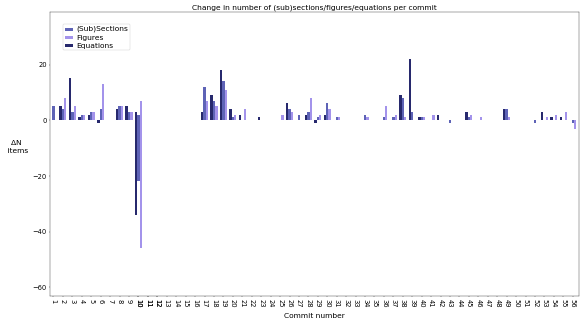 Change in number of (sub)sections/figures/equations per commit
(Sub)Sections
Figures
Equations
20
0
−20
−40
−60
ΔN
items
1 2 3 4 5 6 7 8 9 10 11 12 13 14 15 16 17 18 19 20 21 22 23 24 25 26 27 28 29 30 31 32 33 34 35 36 37 38 39 40 41 42 43 44 45 46 47 48 49 50 51 52 53 54 55 56
Commit number